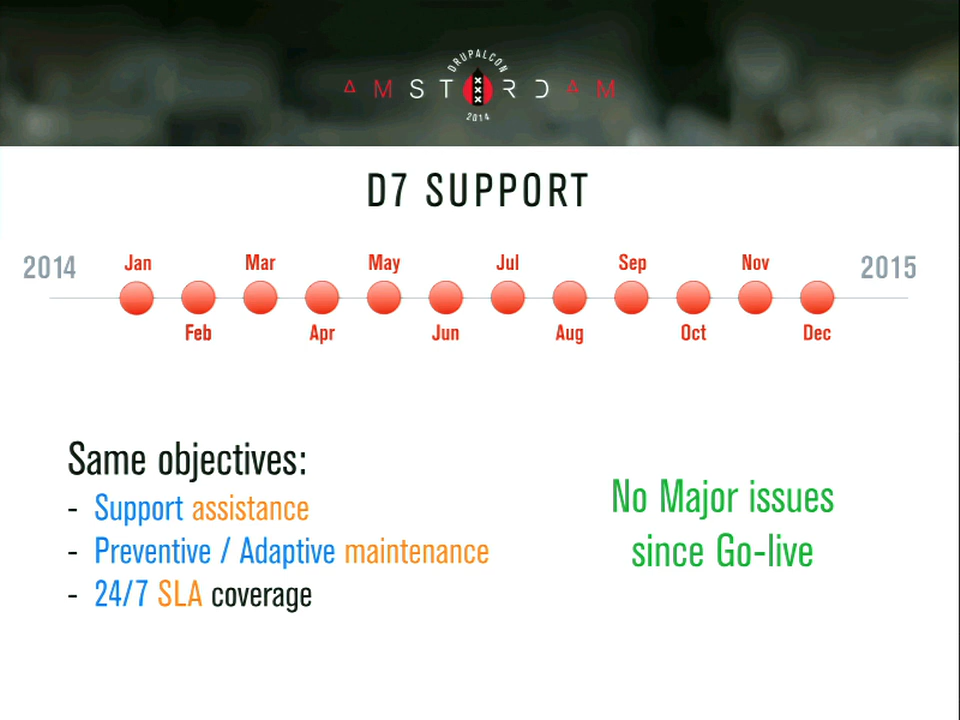 DRUPALCON
AMSTERDAM
2014
D7 SUPPORT
2014 Jan Mar May Jul Sep Nov 2015
Feb Apr Jun Aug Oct Dec
Same objectives:
- Support assistance
- Preventive / Adaptive maintenance
- 24/7 SLA coverage
No Major issues
since Go-live